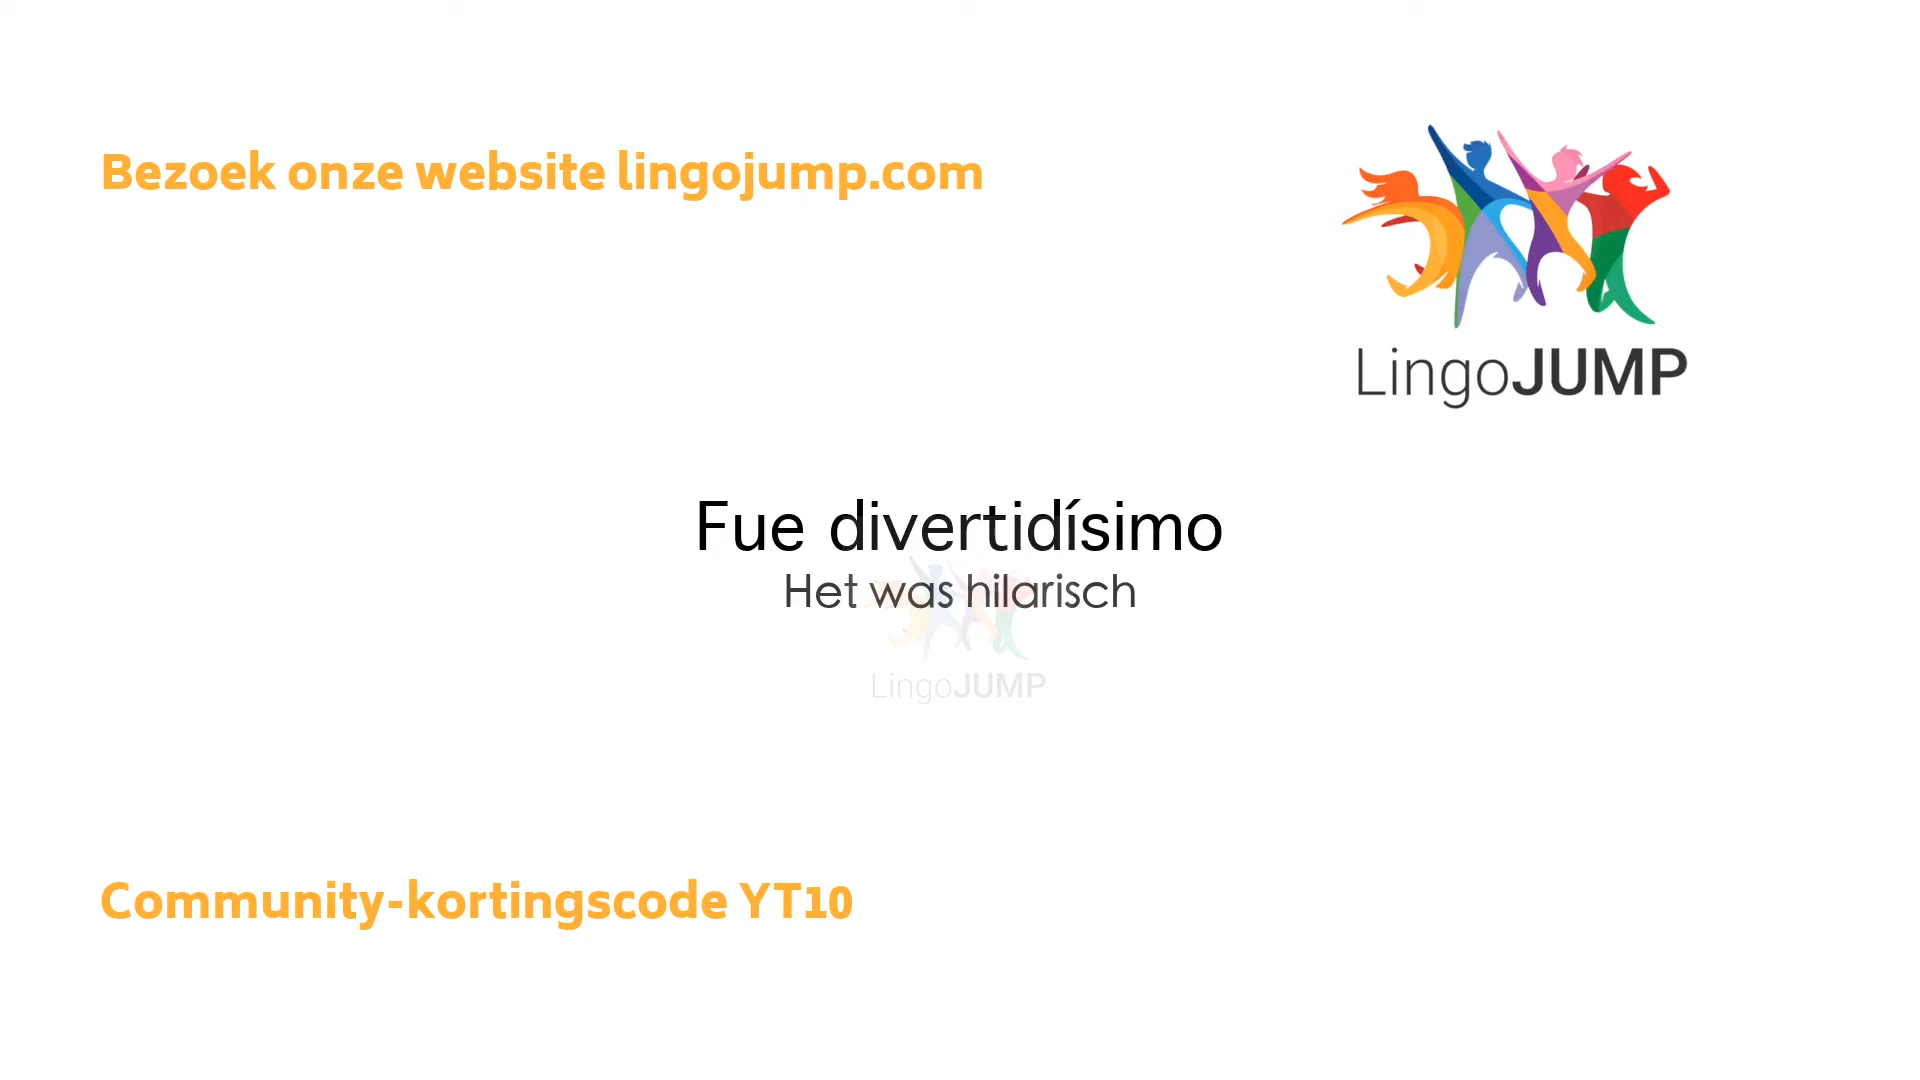 Bezoek onze website lingojump.com
LingoJUMP
Fue divertidísimo
Het was hilarisch
LingoJUMP
Community-kortingscode YT10